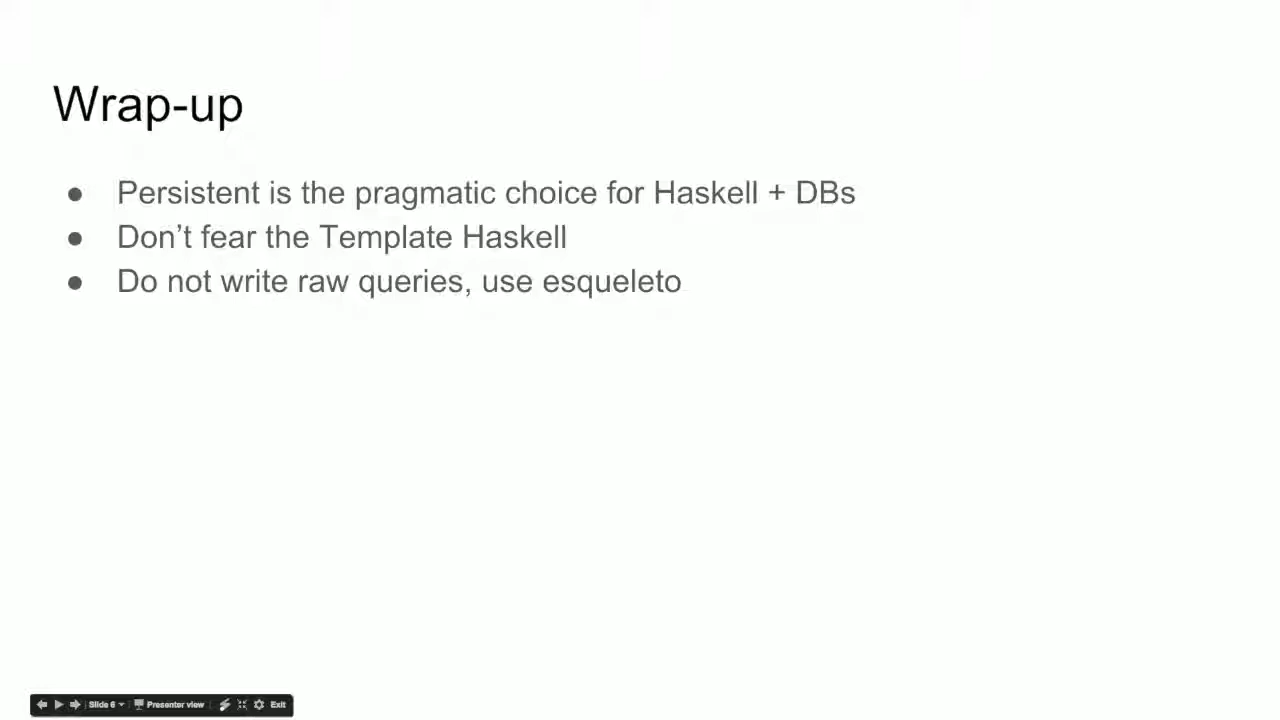 Wrap-up
● Persistent is the pragmatic choice for Haskell + DBs
● Don’t fear the Template Haskell
● Do not write raw queries, use esqueleto
Slide 6 Presenter view Exit